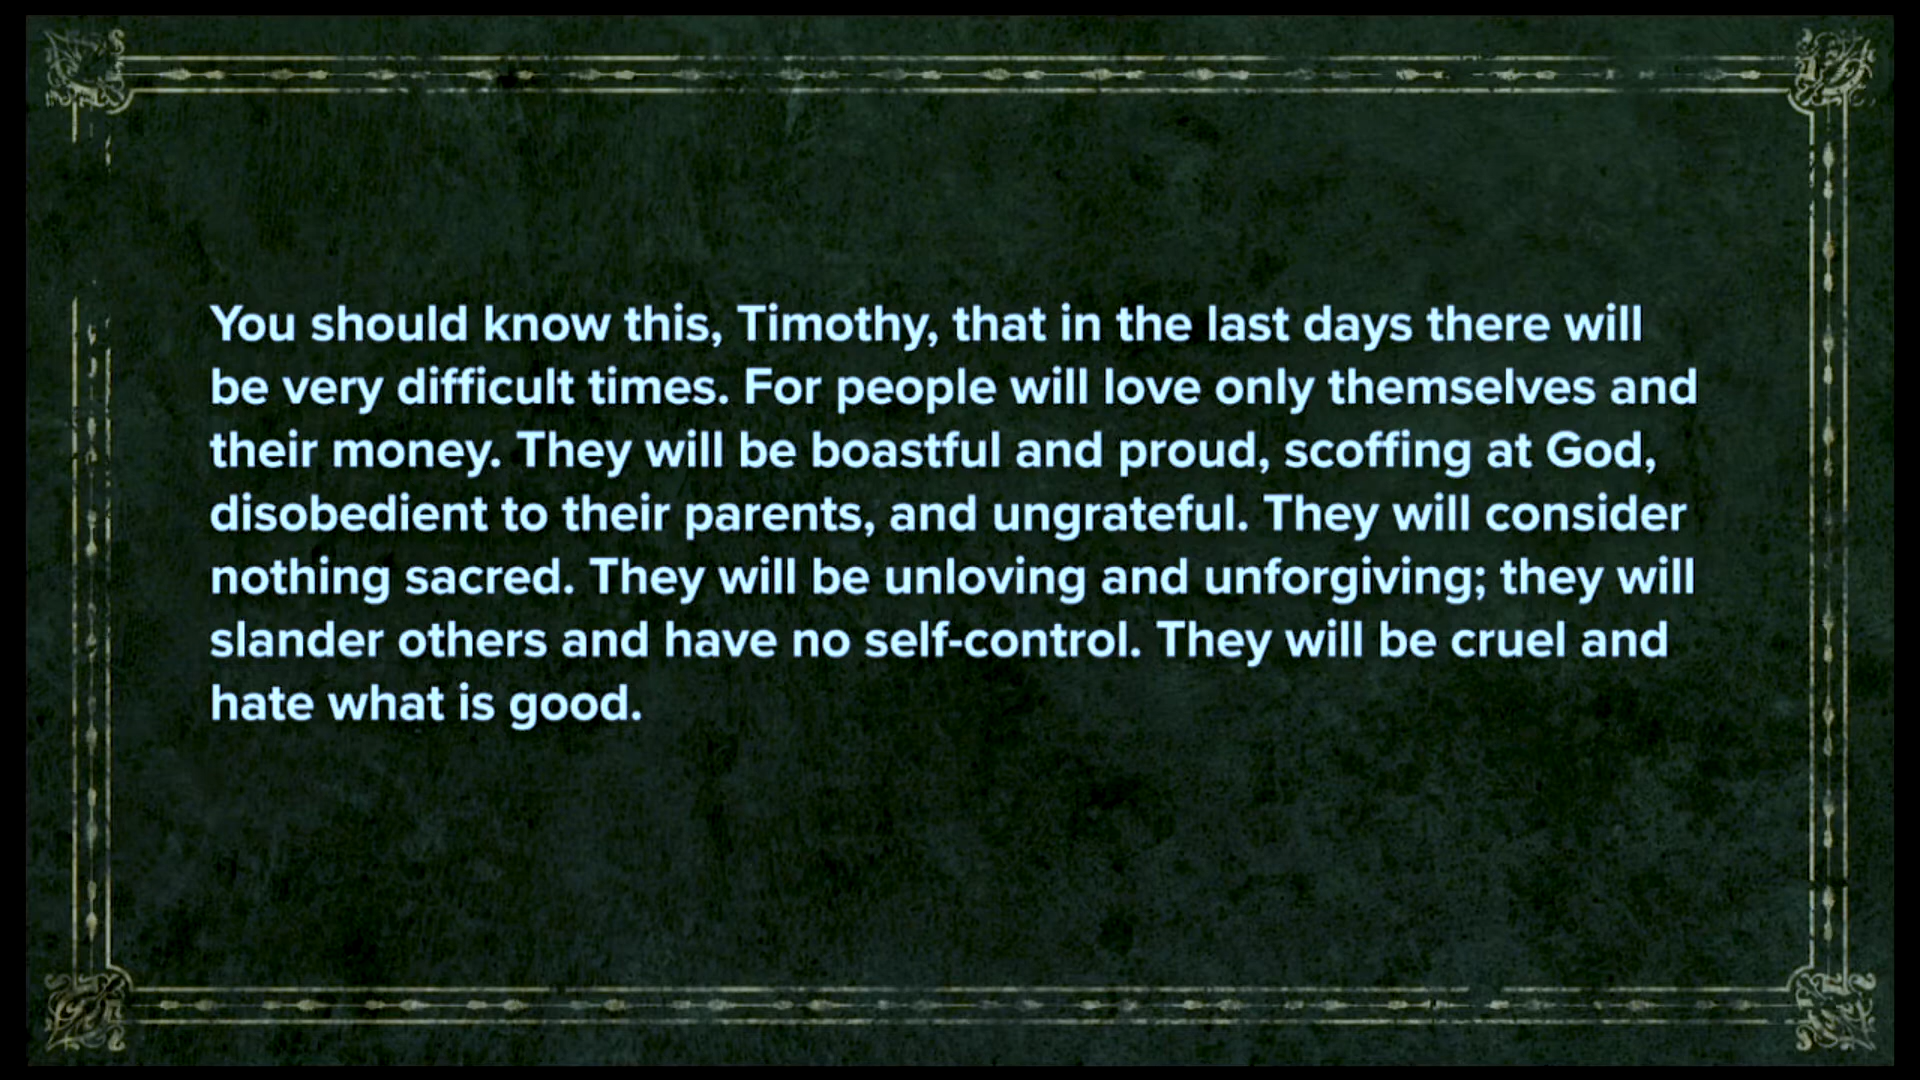 You should know this, Timothy, that in the last days there will
be very difficult times. For people will love only themselves and
their money. They will be boastful and proud, scoffing at God,
disobedient to their parents, and ungrateful. They will consider
nothing sacred. They will be unloving and unforgiving; they will
slander others and have no self-control. They will be cruel and
hate what is good.